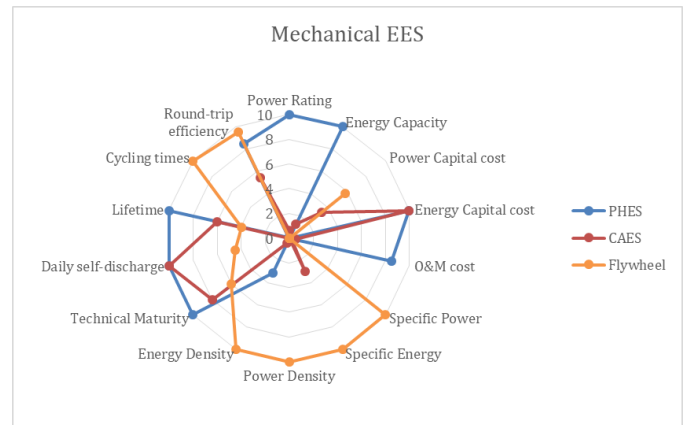 Mechanical EES
Power Rating
Energy Capacity
Power Capital cost
Energy Capital cost
O&M cost
Specific Power
Specific Energy
Power Density
Energy Density
Technical Maturity
Daily self-discharge
Lifetime
Cycling times
Round-trip
efficiency
10
8
6
4
2
0
PHES
CAES
Flywheel